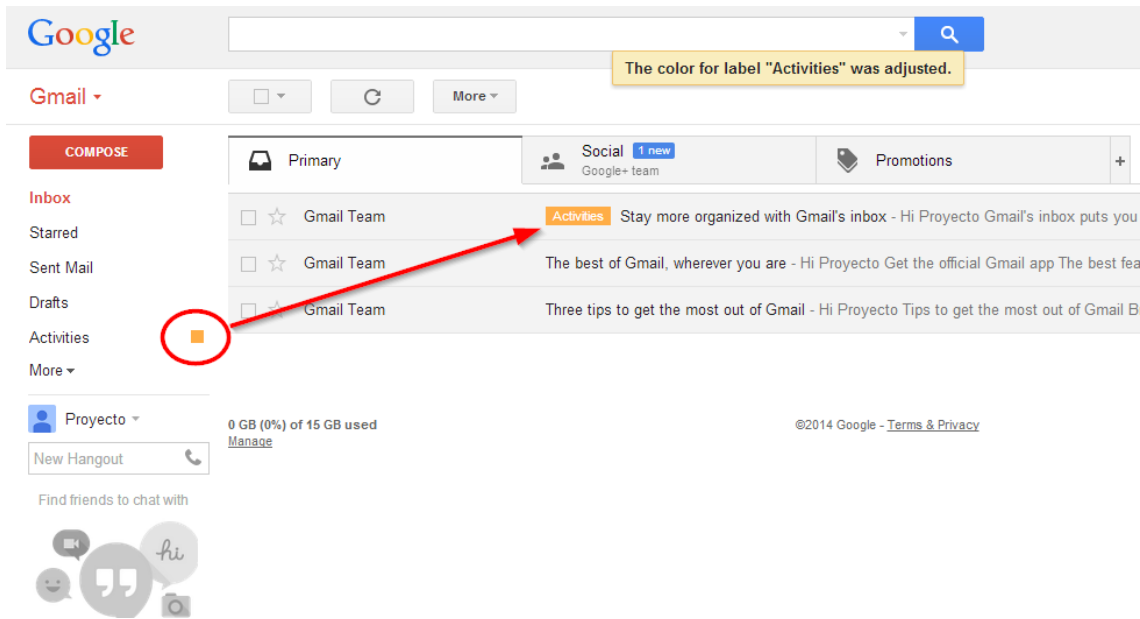 Google
The color for label "Activities" was adjusted.
Gmail
More
COMPOSE
Primary
Social 1 new
Google+ team
Promotions
+
Inbox
Starred
Sent Mail
Drafts
Activities
More
Gmail Team Activities Stay more organized with Gmail's inbox - Hi Proyecto Gmail's inbox puts you
Gmail Team The best of Gmail, wherever you are - Hi Proyecto Get the official Gmail app The best fea
Gmail Team Three tips to get the most out of Gmail - Hi Proyecto Tips to get the most out of Gmail B
Proyecto
New Hangout
Find friends to chat with
hi
0 GB (0%) of 15 GB used
Manage
©2014 Google - Terms & Privacy